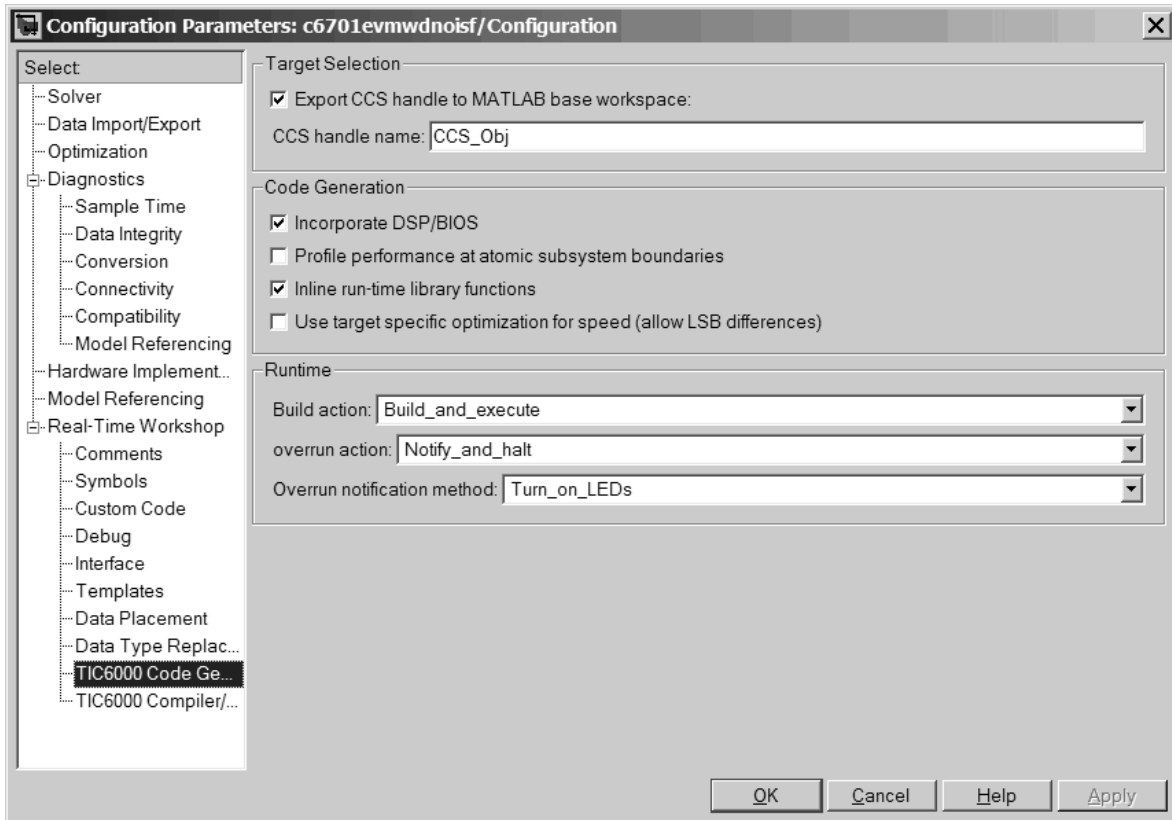 Configuration Parameters: c6701evmwdnoisf/Configuration
Select:
Solver
Data Import/Export
Optimization
Diagnostics
Sample Time
Data Integrity
Conversion
Connectivity
Compatibility
Model Referencing
Hardware Implement...
Model Referencing
Real-Time Workshop
Comments
Symbols
Custom Code
Debug
Interface
Templates
Data Placement
Data Type Replac...
TIC6000 Code Ge...
TIC6000 Compiler/...
Target Selection
Export CCS handle to MATLAB base workspace:
CCS handle name: CCS_Obj
Code Generation
Incorporate DSP/BIOS
Profile performance at atomic subsystem boundaries
Inline run-time library functions
Use target specific optimization for speed (allow LSB differences)
Runtime
Build action: Build_and_execute
overrun action: Notify_and_halt
Overrun notification method: Turn_on_LEDs
OK Cancel Help Apply